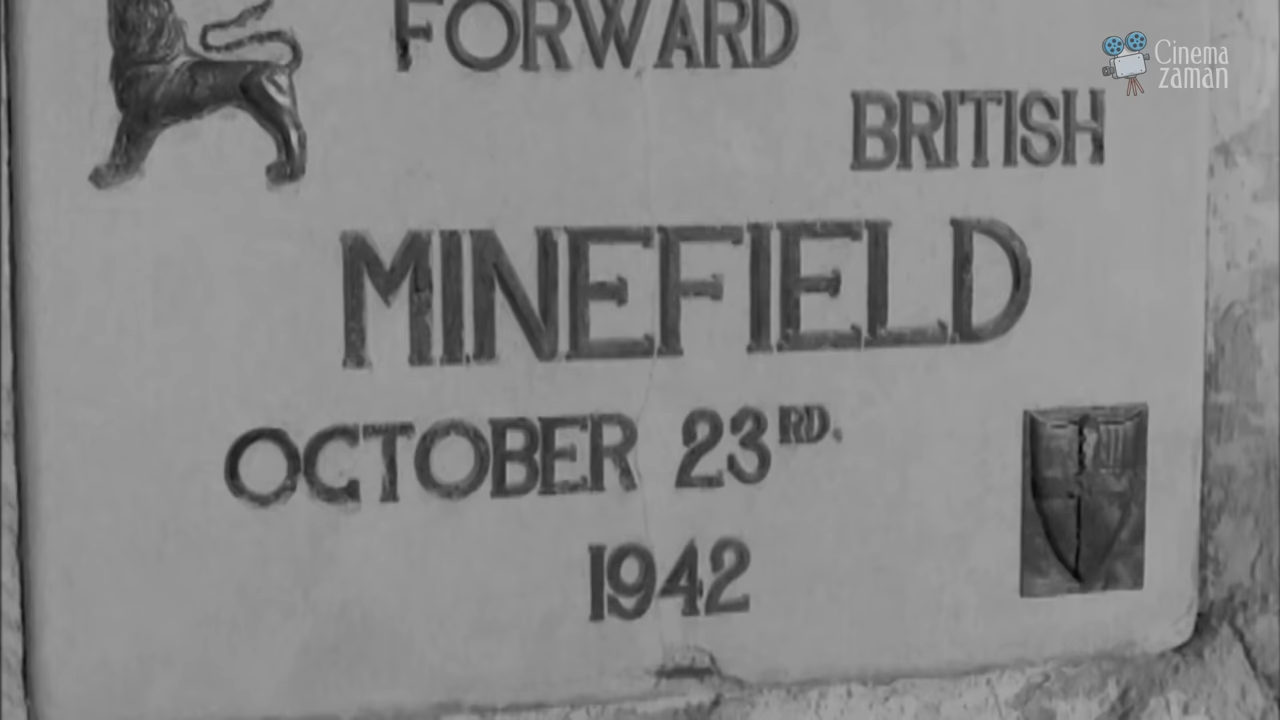 FORWARD
BRITISH
MINEFIELD
OCTOBER 23RD.
1942
Cinema
zaman